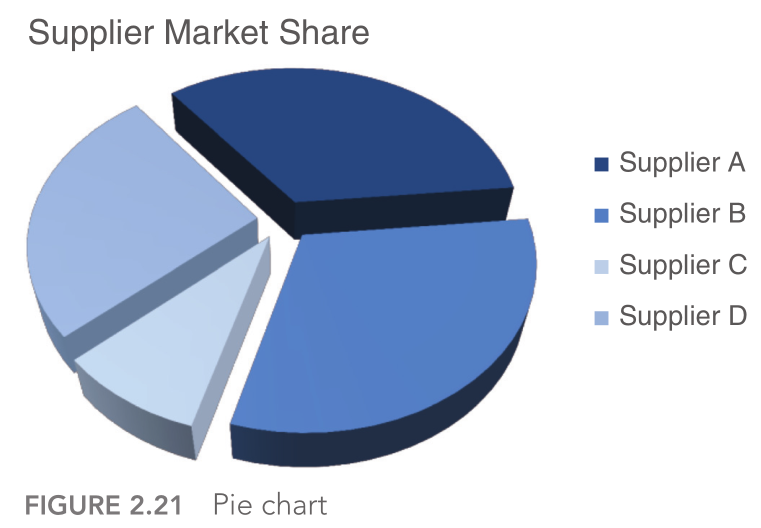 Supplier Market Share
Supplier A
Supplier B
Supplier C
Supplier D
FIGURE 2.21 Pie chart